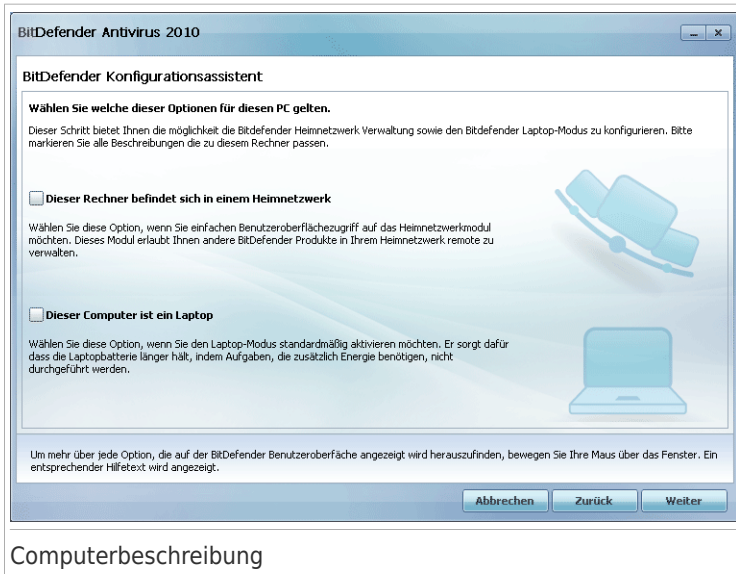 BitDefender Antivirus 2010
BitDefender Konfigurationsassistent
Wählen Sie welche dieser Optionen für diesen PC gelten.
Dieser Schritt bietet Ihnen die möglichkeit die Bitdefender Heimnetzwerk Verwaltung sowie den Bitdefender Laptop-Modus zu konfigurieren. Bitte
markieren Sie alle Beschreibungen die zu diesem Rechner passen.
Dieser Rechner befindet sich in einem Heimnetzwerk
Wählen Sie diese Option, wenn Sie einfachen Benutzeroberflächezugriff auf das Heimnetzwerkmodul
möchten. Dieses Modul erlaubt Ihnen andere BitDefender Produkte in Ihrem Heimnetzwerk remote zu
verwalten.
Dieser Computer ist ein Laptop
Wählen Sie diese Option, wenn Sie den Laptop-Modus standardmäßig aktivieren möchten. Er sorgt dafür
dass die Laptopbatterie länger hält, indem Aufgaben, die zusätzlich Energie benötigen, nicht
durchgeführt werden.
Um mehr über jede Option, die auf der BitDefender Benutzeroberfäche angezeigt wird herauszufinden, bewegen Sie Ihre Maus über das Fenster. Ein
entsprechender Hilfetext wird angezeigt.
Abbrechen Zurück Weiter
Computerbeschreibung